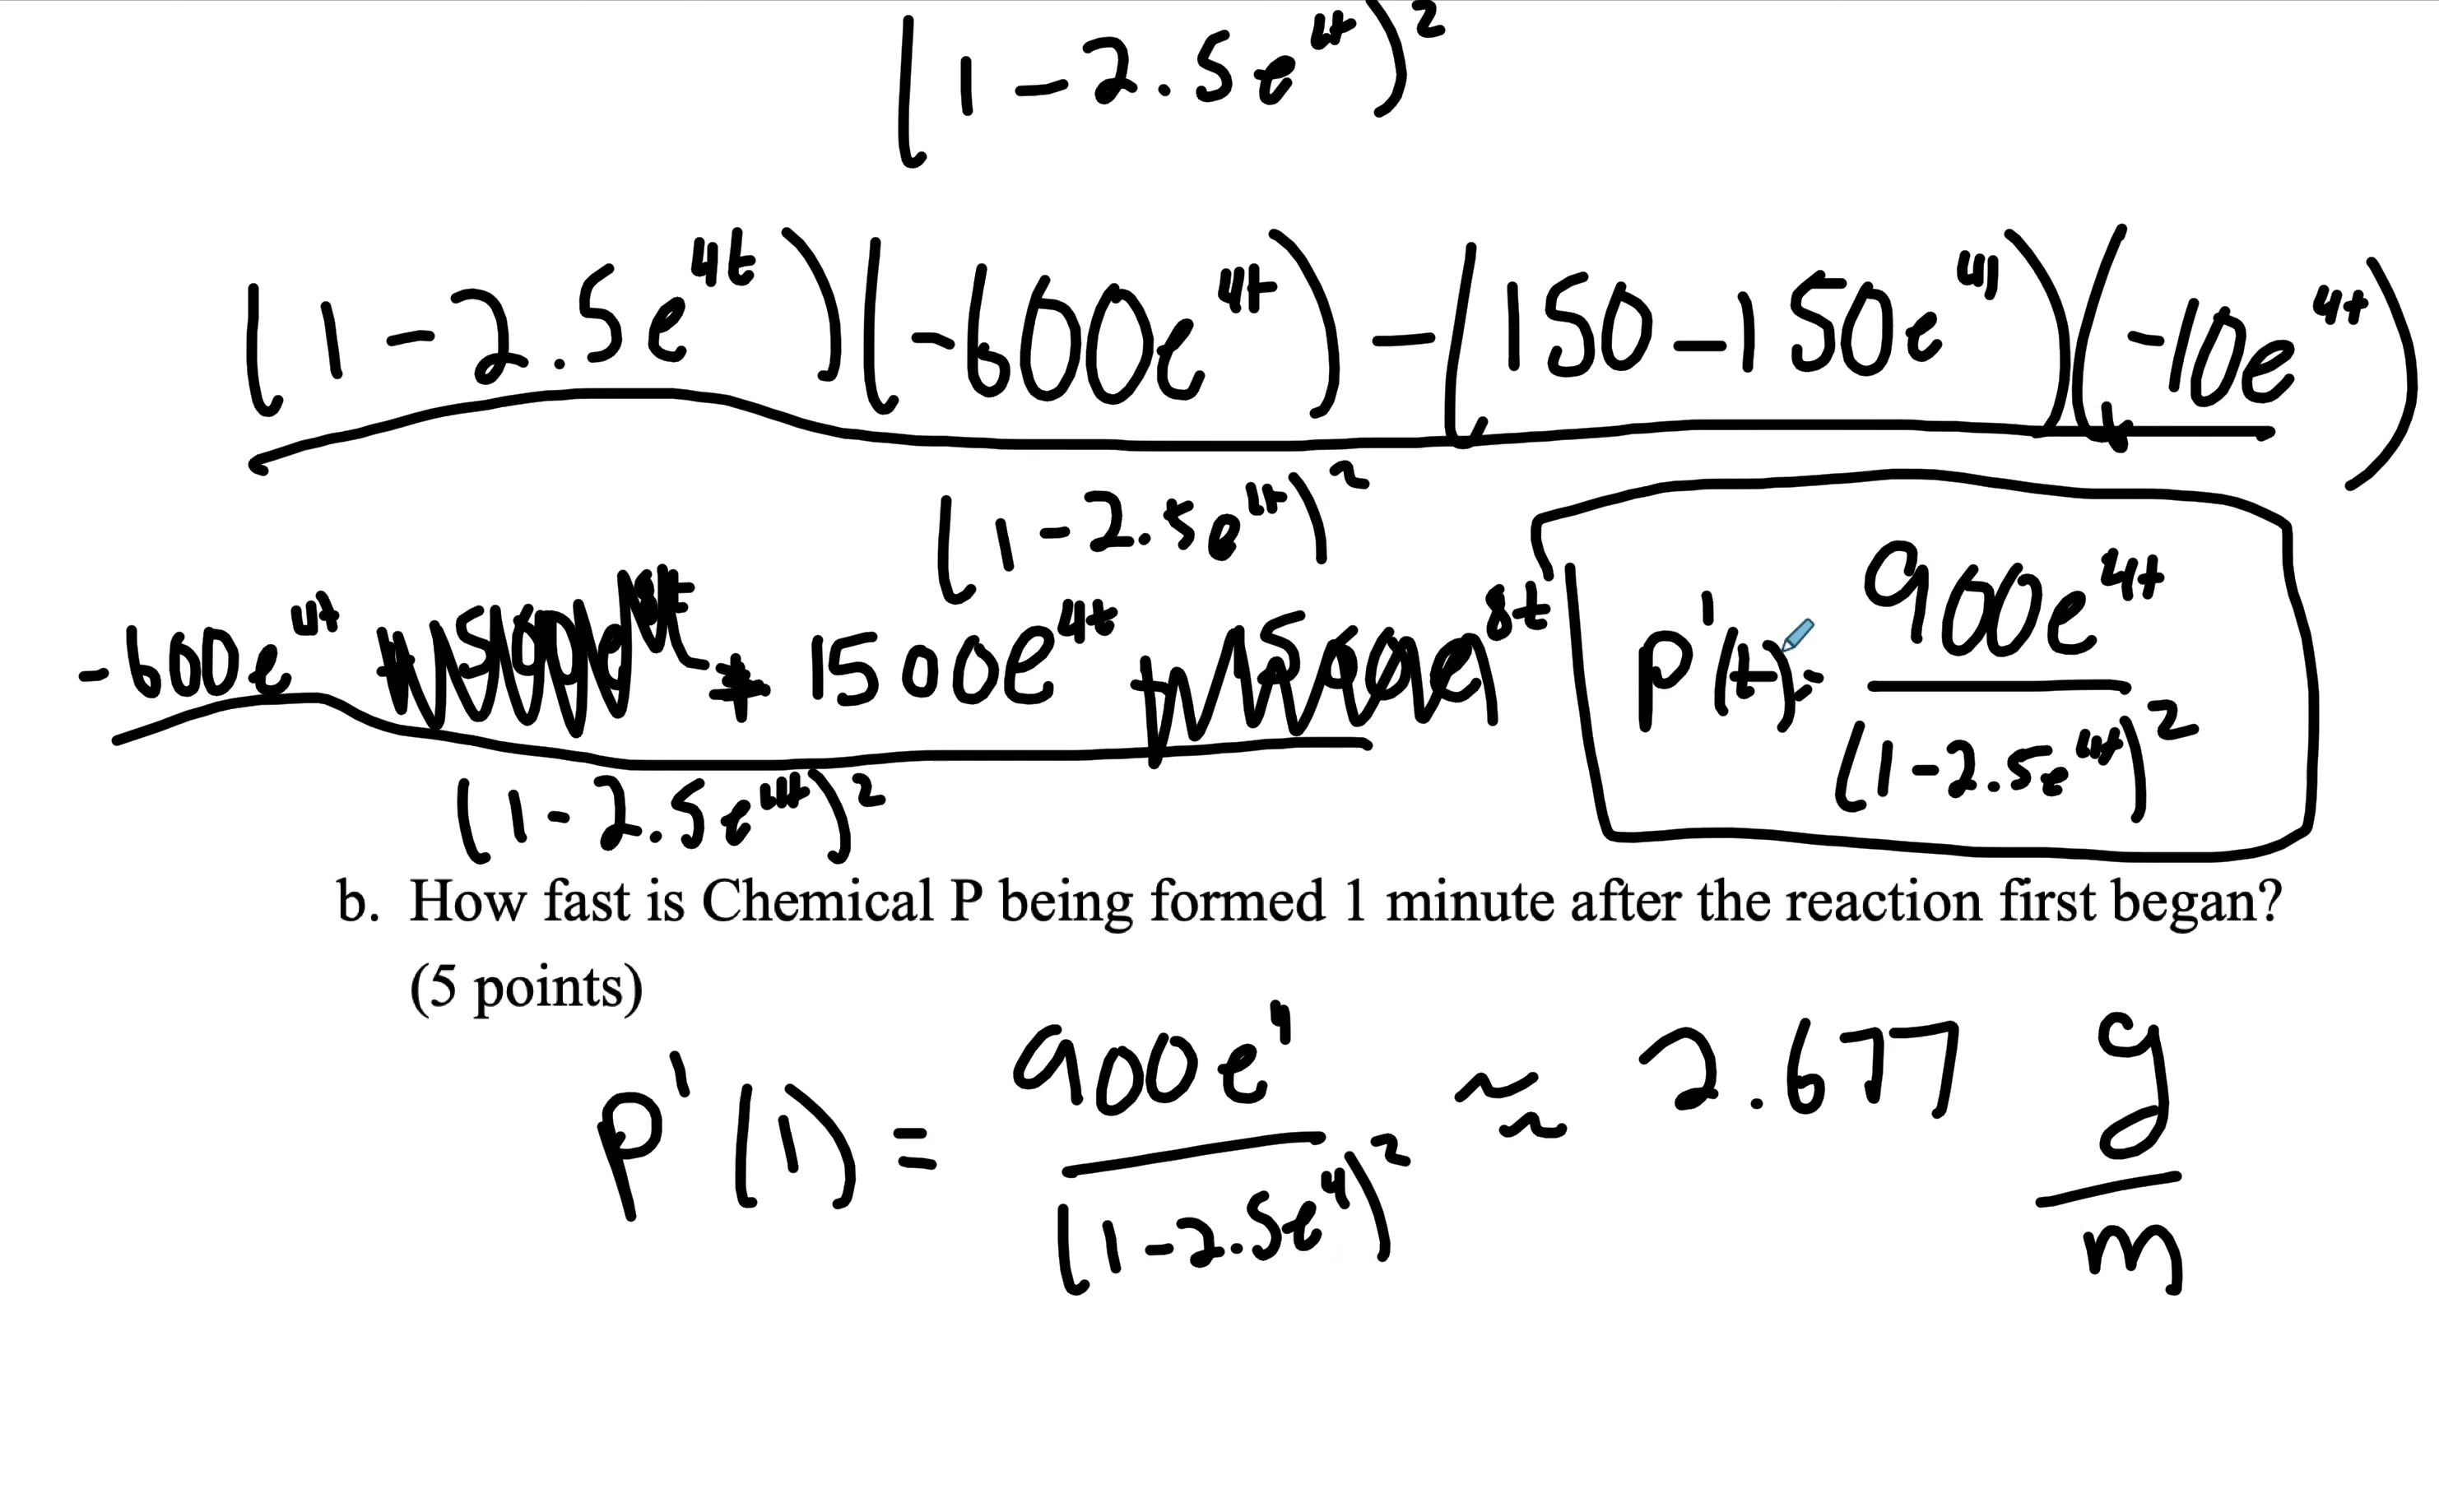 (1-2.5e^4t)^2
(1-2.5e^4t)(-600e^4t)-(150-150e^4t)(-10e^4t)
(1-2.5e^4t)^2
-600e^4t + 1500e^4t e^8t
(1-2.5e^4t)^2
P'(t)= 900e^4t
(1-2.5e^4t)^2
b. How fast is Chemical P being formed 1 minute after the reaction first began?
(5 points)
P'(1) = 900e^4 ≈ 2.677 g
(1-2.5e^4)^2 m